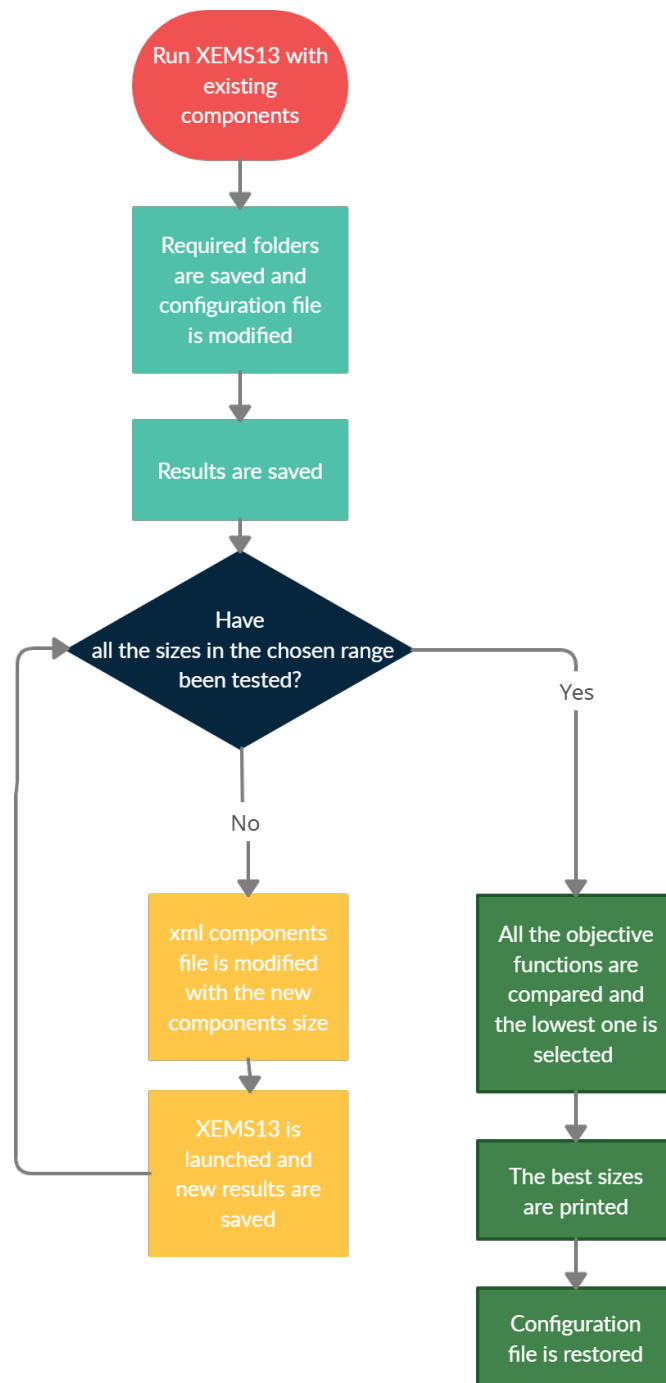 Run XEMS13 with
existing
components
Required folders
are saved and
configuration file
is modified
Results are saved
Have
all the sizes in the chosen range
been tested?
Yes
No
xml components
file is modified
with the new
components size
XEMS13 is
launched and
new results are
saved
All the objective
functions are
compared and
the lowest one is
selected
The best sizes
are printed
Configuration
file is restored